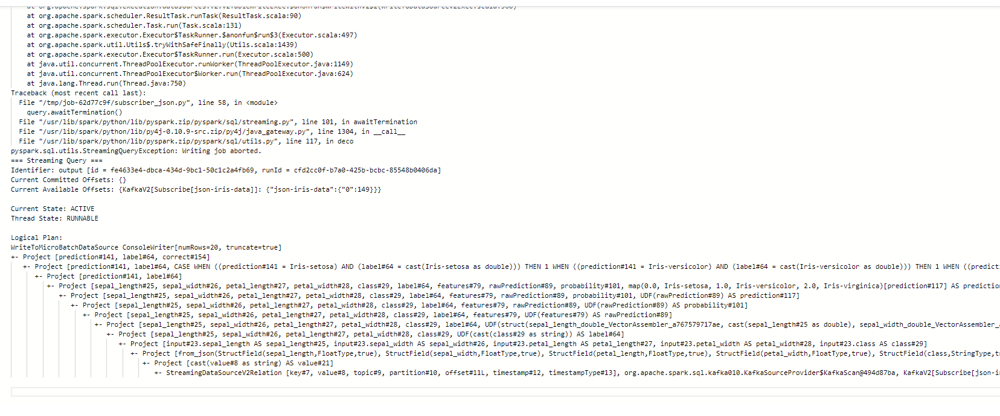 at org.apache.spark.sql.execution.datasources.v2.V2TableWriteExec.$anonfun$writeWithV2$2(WriteToDataSourceV2Exec.scala:360)
at org.apache.spark.scheduler.ResultTask.runTask(ResultTask.scala:90)
at org.apache.spark.scheduler.Task.run(Task.scala:131)
at org.apache.spark.executor.Executor$TaskRunner.$anonfun$run$3(Executor.scala:497)
at org.apache.spark.util.Utils$.tryWithSafeFinally(Utils.scala:1439)
at org.apache.spark.executor.Executor$TaskRunner.run(Executor.scala:500)
at java.util.concurrent.ThreadPoolExecutor.runWorker(ThreadPoolExecutor.java:1149)
at java.util.concurrent.ThreadPoolExecutor$Worker.run(ThreadPoolExecutor.java:624)
at java.lang.Thread.run(Thread.java:750)
Traceback (most recent call last):
File "/tmp/job-62d77c9f/subscriber_json.py", line 58, in <module>
query.awaitTermination()
File "/usr/lib/spark/python/lib/pyspark.zip/pyspark/sql/streaming.py", line 101, in awaitTermination
File "/usr/lib/spark/python/lib/py4j-0.10.9-src.zip/py4j/java_gateway.py", line 1304, in __call__
File "/usr/lib/spark/python/lib/pyspark.zip/pyspark/sql/utils.py", line 117, in deco
pyspark.sql.utils.StreamingQueryException: Writing job aborted.
=== Streaming Query ===
Identifier: output [id = fe4633e4-dbca-434d-9bc1-50c1c2a4fb69, runId = cfd2cc0f-b7a0-425b-bcbc-85548b0406da]
Current Committed Offsets: {}
Current Available Offsets: {KafkaV2[Subscribe[json-iris-data]]: {"json-iris-data":{"0":149}}}
Current State: ACTIVE
Thread State: RUNNABLE
Logical Plan:
WriteToMicroBatchDataSource ConsoleWriter[numRows=20, truncate=true]
+- Project [prediction#141, label#64, correct#154]
+- Project [prediction#141, label#64, CASE WHEN ((prediction#141 = Iris-setosa) AND (label#64 = cast(Iris-setosa as double))) THEN 1 WHEN ((prediction#141 = Iris-versicolor) AND (label#64 = cast(Iris-versicolor as double))) THEN 1 WHEN ((predict
+- Project [prediction#141, label#64]
+- Project [sepal_length#25, sepal_width#26, petal_length#27, petal_width#28, class#29, label#64, features#79, rawPrediction#89, probability#101, map(0.0, Iris-setosa, 1.0, Iris-versicolor, 2.0, Iris-virginica)[prediction#117] AS predictio
+- Project [sepal_length#25, sepal_width#26, petal_length#27, petal_width#28, class#29, label#64, features#79, rawPrediction#89, probability#101, UDF(rawPrediction#89) AS prediction#117]
+- Project [sepal_length#25, sepal_width#26, petal_length#27, petal_width#28, class#29, label#64, features#79, rawPrediction#89, UDF(rawPrediction#89) AS probability#101]
+- Project [sepal_length#25, sepal_width#26, petal_length#27, petal_width#28, class#29, label#64, features#79, UDF(features#79) AS rawPrediction#89]
+- Project [sepal_length#25, sepal_width#26, petal_length#27, petal_width#28, class#29, label#64, UDF(struct(sepal_length_double_VectorAssembler_a767579717ae, cast(sepal_length#25 as double), sepal_width_double_VectorAssembler_
+- Project [sepal_length#25, sepal_width#26, petal_length#27, petal_width#28, class#29, UDF(cast(class#29 as string)) AS label#64]
+- Project [input#23.sepal_length AS sepal_length#25, input#23.sepal_width AS sepal_width#26, input#23.petal_length AS petal_length#27, input#23.petal_width AS petal_width#28, input#23.class AS class#29]
+- Project [from_json(StructField(sepal_length,FloatType,true), StructField(sepal_width,FloatType,true), StructField(petal_length,FloatType,true), StructField(petal_width,FloatType,true), StructField(class,StringType,t
+- Project [cast(value#8 as string) AS value#21]
+- StreamingDataSourceV2Relation [key#7, value#8, topic#9, partition#10, offset#11L, timestamp#12, timestampType#13], org.apache.spark.sql.kafka010.KafkaSourceProvider$KafkaScan@494d87ba, KafkaV2[Subscribe[json-i